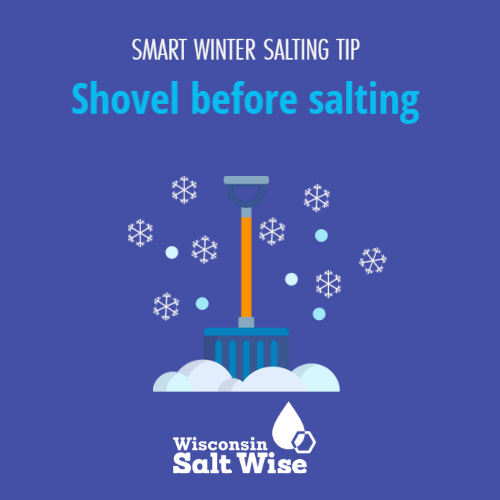 SMART WINTER SALTING TIP
Shovel before salting
Wisconsin
Salt Wise